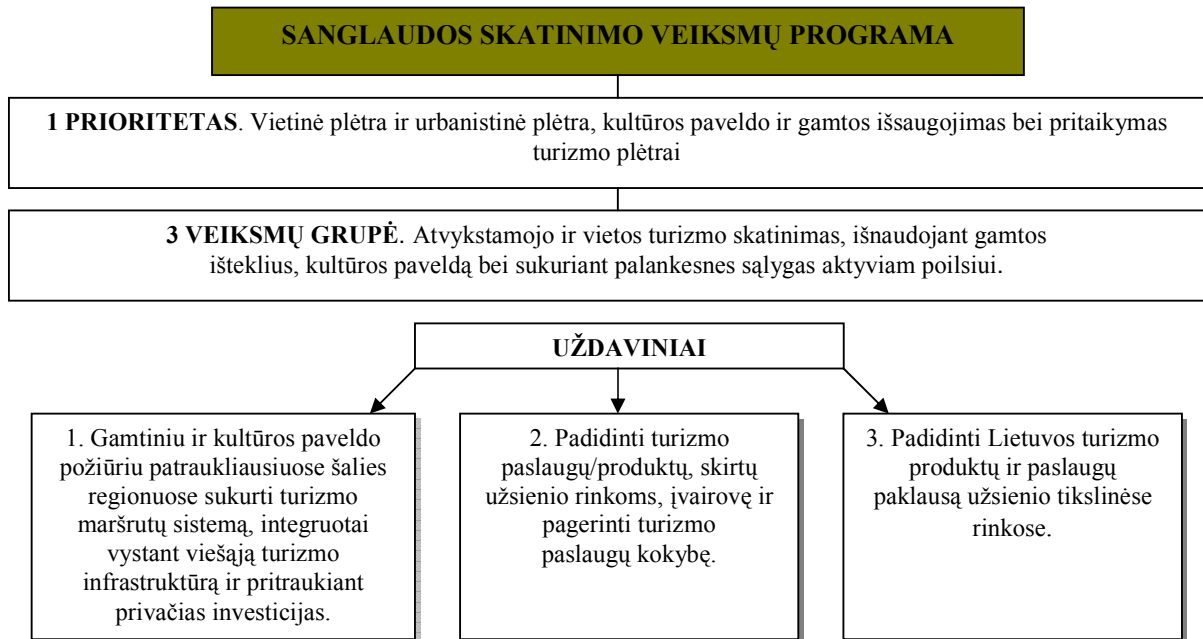 SANGLAUDOS SKATINIMO VEIKSMŲ PROGRAMA
1 PRIORITETAS. Vietinė plėtra ir urbanistinė plėtra, kultūros paveldo ir gamtos išsaugojimas bei pritaikymas
turizmo plėtrai
3 VEIKSMŲ GRUPĖ. Atvykstamojo ir vietos turizmo skatinimas, išnaudojant gamtos
išteklius, kultūros paveldą bei sukuriant palankesnes sąlygas aktyviam poilsiui.
UŽDAVINIAI
1. Gamtiniu ir kultūros paveldo
požiūriu patraukliausiuose šalies
regionuose sukurti turizmo
maršrutų sistemą, integruotai
vystant viešąją turizmo
infrastruktūrą ir pritraukiant
privačias investicijas.
2. Padidinti turizmo
paslaugų/produktų, skirtų
užsienio rinkoms, įvairovę ir
pagerinti turizmo
paslaugų kokybę.
3. Padidinti Lietuvos turizmo
produktų ir paslaugų
paklausą užsienio tikslinėse
rinkose.